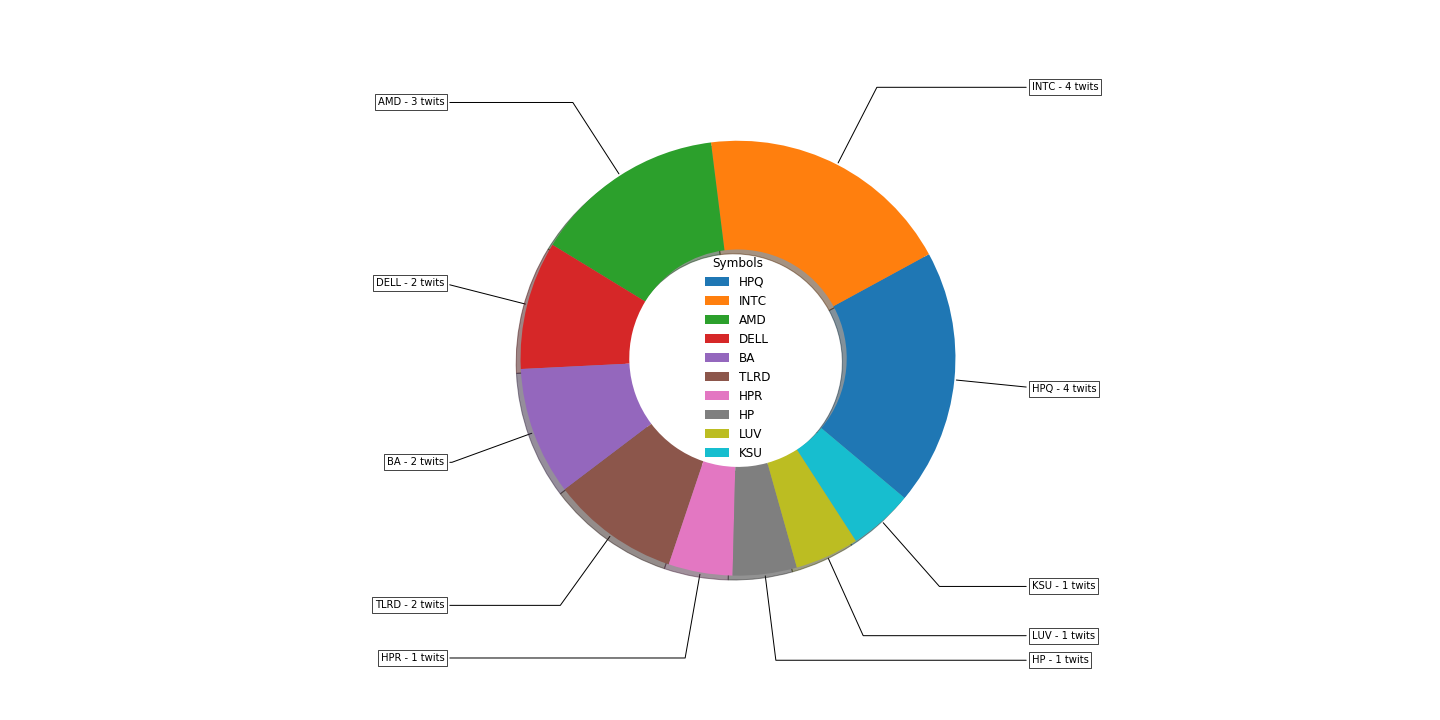 INTC - 4 twits
AMD - 3 twits
DELL - 2 twits
HPQ - 4 twits
BA - 2 twits
KSU - 1 twits
TLRD - 2 twits
LUV - 1 twits
HPR - 1 twits
HP - 1 twits
Symbols
HPQ
INTC
AMD
DELL
BA
TLRD
HPR
HP
LUV
KSU